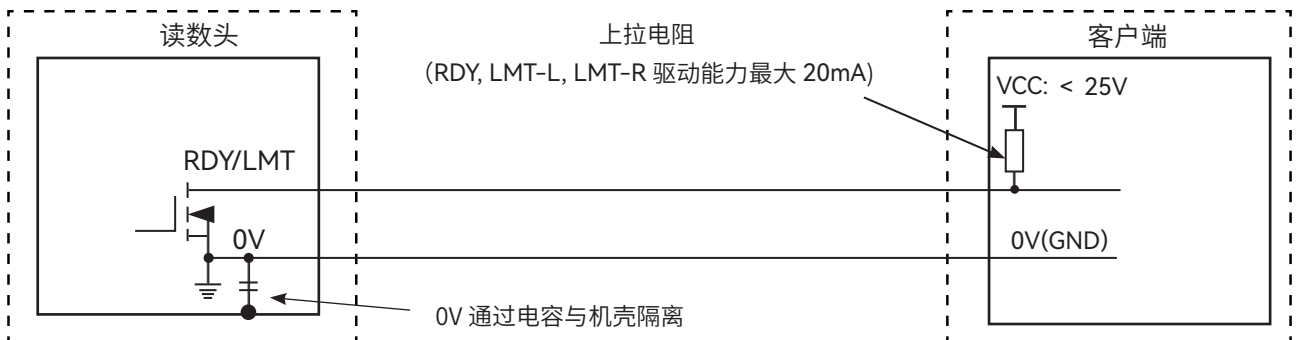 读数头
上拉电阻
（RDY, LMT-L, LMT-R 驱动能力最大 20mA)
客户端
VCC: < 25V
RDY/LMT
0V
0V(GND)
0V 通过电容与机壳隔离